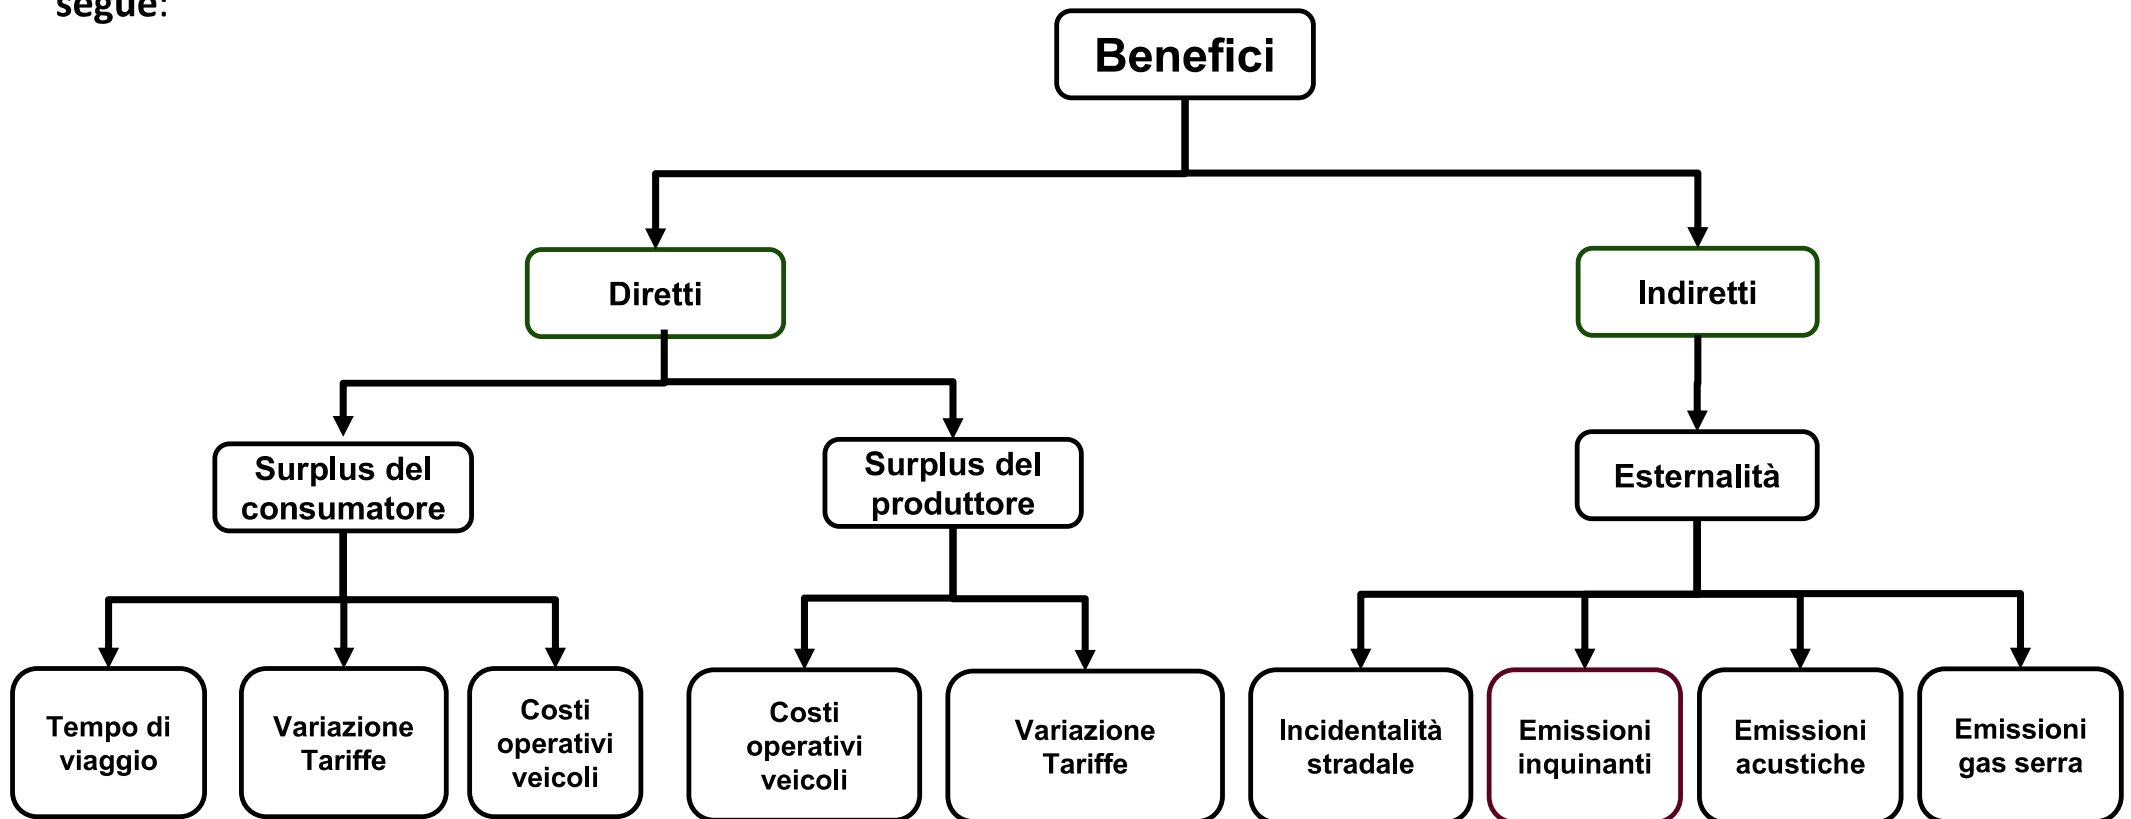 segue:
Benefici
Diretti
Indiretti
Surplus del
consumatore
Surplus del
produttore
Esternalità
Tempo di
viaggio
Variazione
Tariffe
Costi
operativi
veicoli
Costi
operativi
veicoli
Variazione
Tariffe
Incidentalità
stradale
Emissioni
inquinanti
Emissioni
acustiche
Emissioni
gas serra